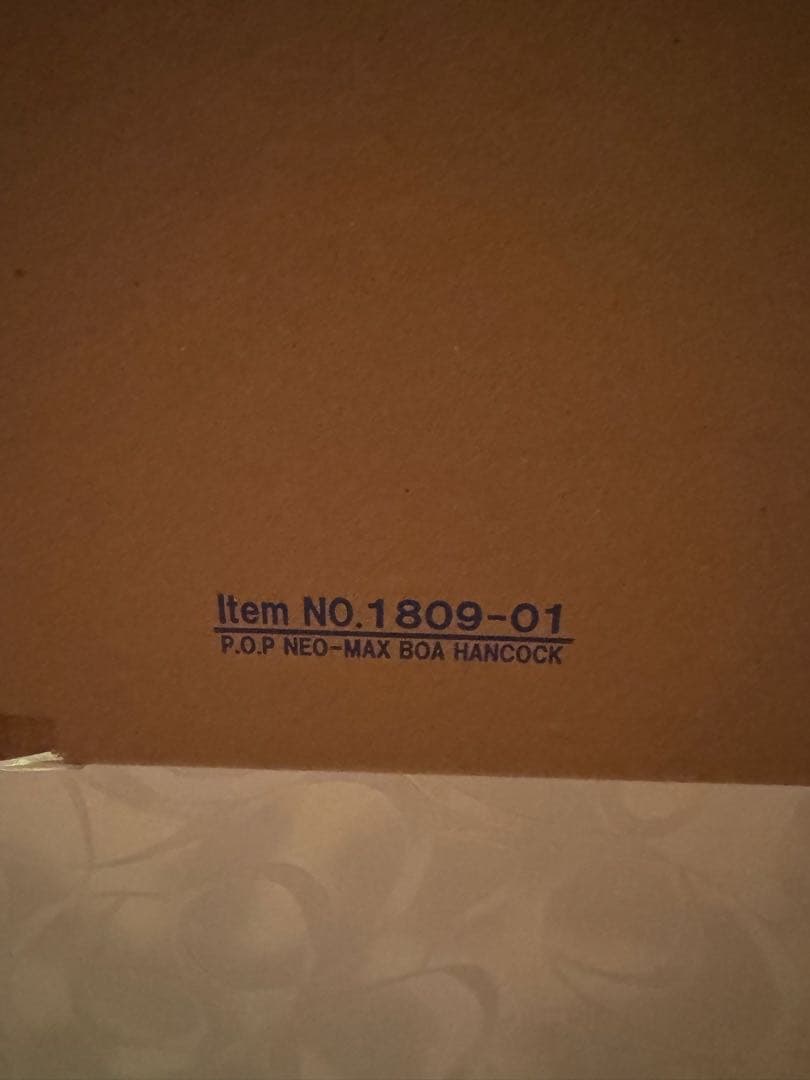 Item NO.1809-01
P.O.P NEO-MAX BOA HANCOCK